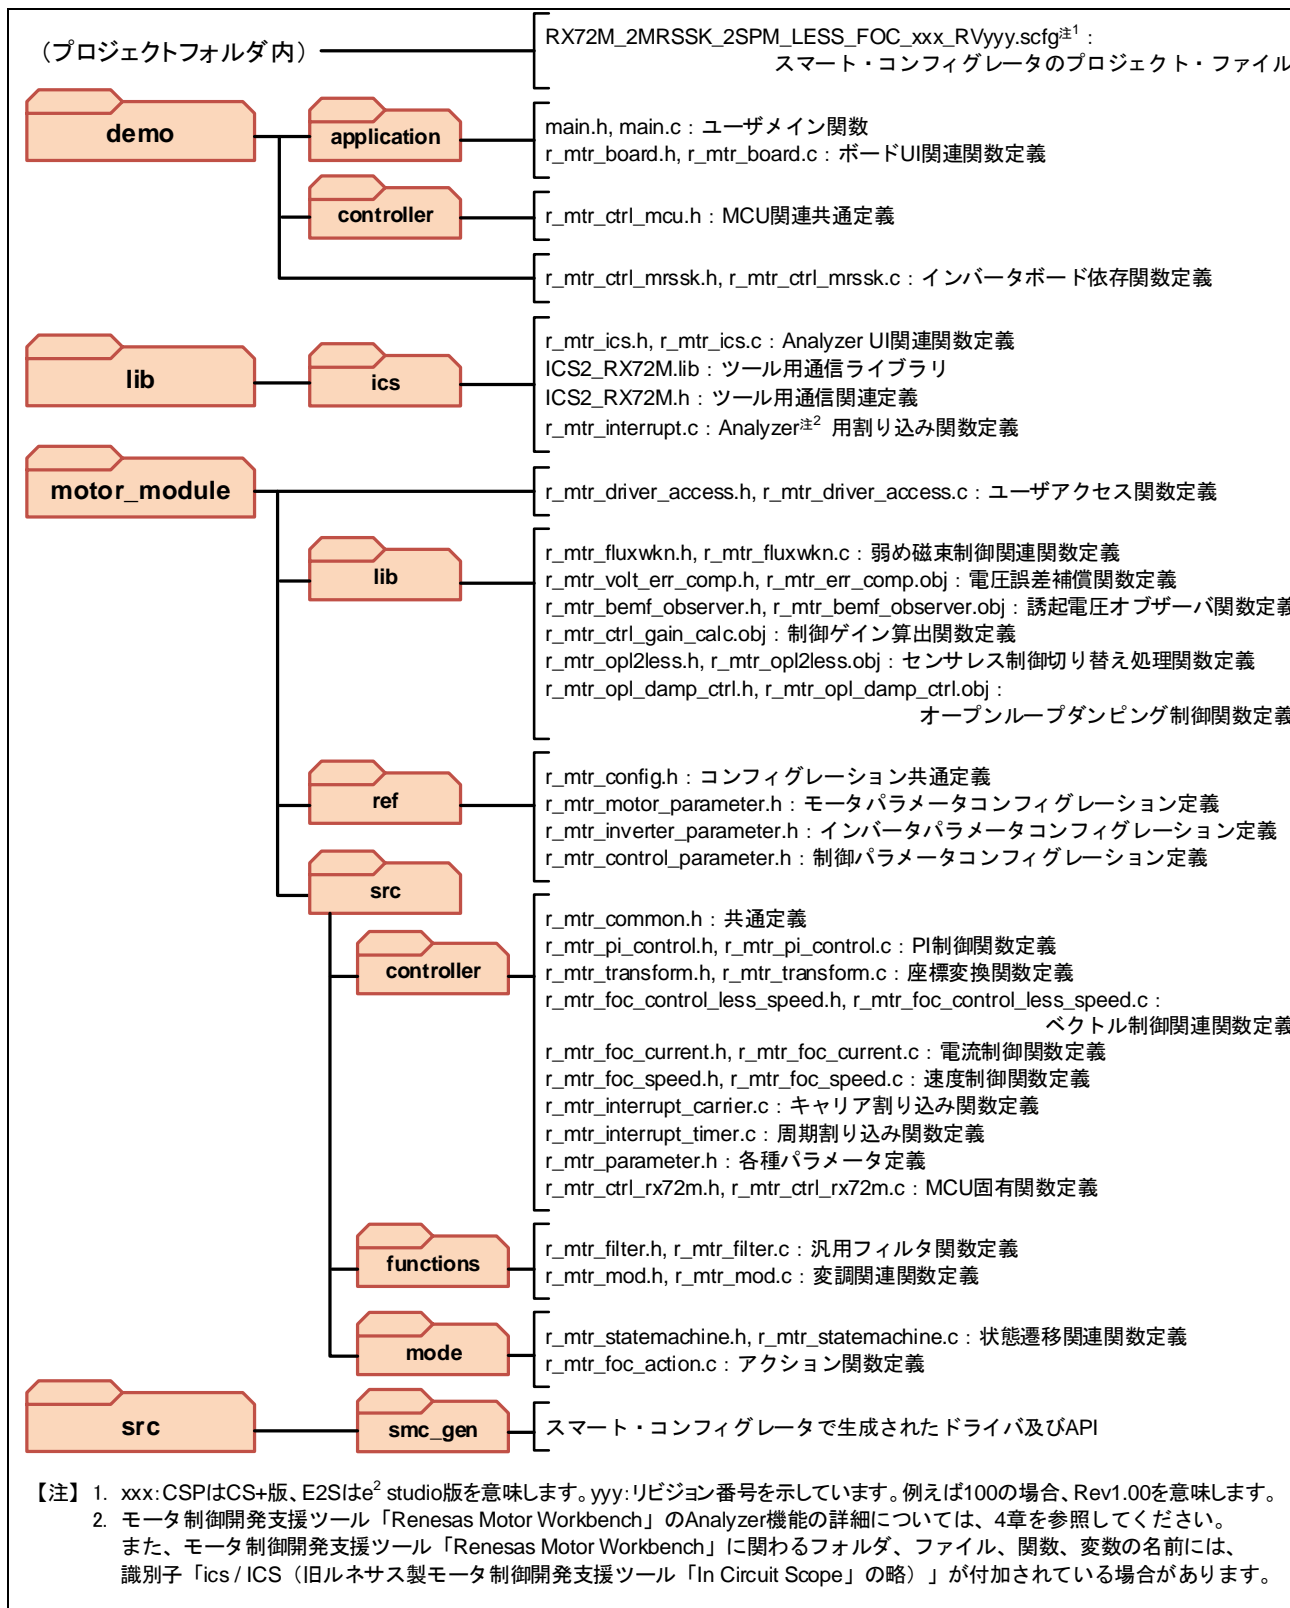 （プロジェクトフォルダ内）
RX72M_2MRSSK_2SPM_LESS_FOC_xxx_RVyyy.scfg注1：
スマート・コンフィグレータのプロジェクト・ファイル
demo
application
main.h, main.c：ユーザメイン関数
r_mtr_board.h, r_mtr_board.c：ボードUI関連関数定義
controller
r_mtr_ctrl_mcu.h：MCU関連共通定義
r_mtr_ctrl_mrssk.h, r_mtr_ctrl_mrssk.c：インバータボード依存関数定義
lib
ics
r_mtr_ics.h, r_mtr_ics.c：Analyzer UI関連関数定義
ICS2_RX72M.lib：ツール用通信ライブラリ
ICS2_RX72M.h：ツール用通信関連定義
r_mtr_interrupt.c：Analyzer注2 用割り込み関数定義
motor_module
r_mtr_driver_access.h, r_mtr_driver_access.c：ユーザアクセス関数定義
lib
r_mtr_fluxwkn.h, r_mtr_fluxwkn.c：弱め磁束制御関連関数定義
r_mtr_volt_err_comp.h, r_mtr_err_comp.obj：電圧誤差補償関数定義
r_mtr_bemf_observer.h, r_mtr_bemf_observer.obj：誘起電圧オブザーバ関数定義
r_mtr_ctrl_gain_calc.obj：制御ゲイン算出関数定義
r_mtr_opl2less.h, r_mtr_opl2less.obj：センサレス制御切り替え処理関数定義
r_mtr_opl_damp_ctrl.h, r_mtr_opl_damp_ctrl.obj：
オープンループダンピング制御関数定義
ref
r_mtr_config.h：コンフィグレーション共通定義
r_mtr_motor_parameter.h：モータパラメータコンフィグレーション定義
r_mtr_inverter_parameter.h：インバータパラメータコンフィグレーション定義
r_mtr_control_parameter.h：制御パラメータコンフィグレーション定義
src
controller
r_mtr_common.h：共通定義
r_mtr_pi_control.h, r_mtr_pi_control.c：PI制御関数定義
r_mtr_transform.h, r_mtr_transform.c：座標変換関数定義
r_mtr_foc_control_less_speed.h, r_mtr_foc_control_less_speed.c：
ベクトル制御関連関数定義
r_mtr_foc_current.h, r_mtr_foc_current.c：電流制御関数定義
r_mtr_foc_speed.h, r_mtr_foc_speed.c：速度制御関数定義
r_mtr_interrupt_carrier.c：キャリア割り込み関数定義
r_mtr_interrupt_timer.c：周期割り込み関数定義
r_mtr_parameter.h：各種パラメータ定義
r_mtr_ctrl_rx72m.h, r_mtr_ctrl_rx72m.c：MCU固有関数定義
functions
r_mtr_filter.h, r_mtr_filter.c：汎用フィルタ関数定義
r_mtr_mod.h, r_mtr_mod.c：変調関連関数定義
mode
r_mtr_statemachine.h, r_mtr_statemachine.c：状態遷移関連関数定義
r_mtr_foc_action.c：アクション関数定義
src
smc_gen
スマート・コンフィグレータで生成されたドライバ及びAPI
【注】 1. xxx：CSPはCS+版、E2Sはe2 studio版を意味します。yyy：リビジョン番号を示しています。例えば100の場合、Rev1.00を意味します。
2. モータ制御開発支援ツール「Renesas Motor Workbench」のAnalyzer機能の詳細については、4章を参照してください。
また、モータ制御開発支援ツール「Renesas Motor Workbench」に関わるフォルダ、ファイル、関数、変数の名前には、
識別子「ics / ICS（旧ルネサス製モータ制御開発支援ツール「In Circuit Scope」の略）」が付加されている場合があります。